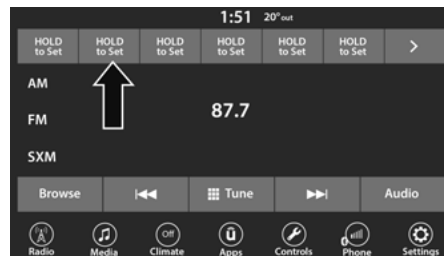 1:51 20° out
HOLD HOLD HOLD HOLD HOLD HOLD
to Set to Set to Set to Set to Set to Set
AM
87.7
FM
SXM
Browse Tune Audio
Off ū
Radio Media Climate Apps Controls Phone Settings